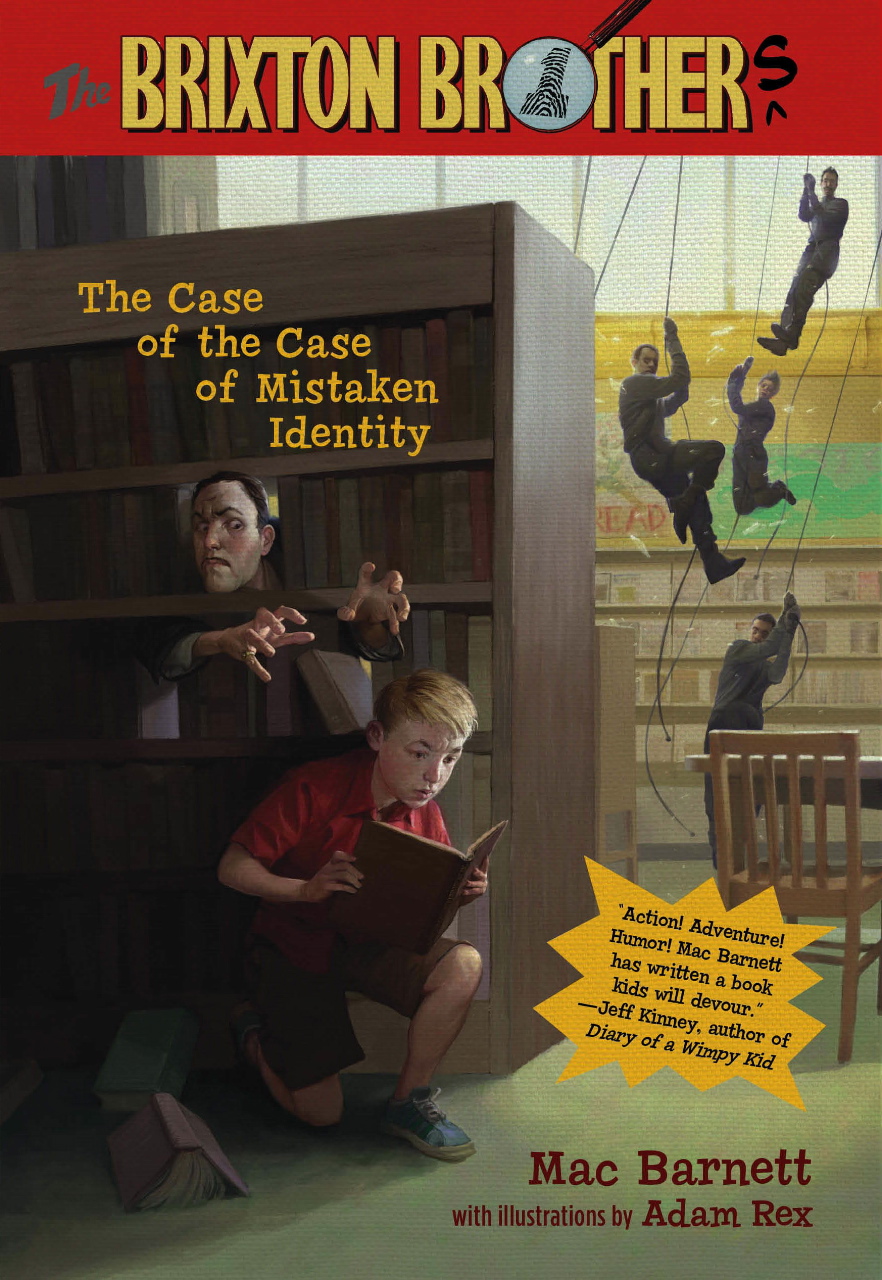 The BRIXTON BROTHERS
^
The Case
of the Case
of Mistaken
Identity
READ
"Action! Adventure!
Humor! Mac Barnett
has written a book
kids will devour."
—Jeff Kinney, author of
Diary of a Wimpy Kid
Mac Barnett
with illustrations by Adam Rex